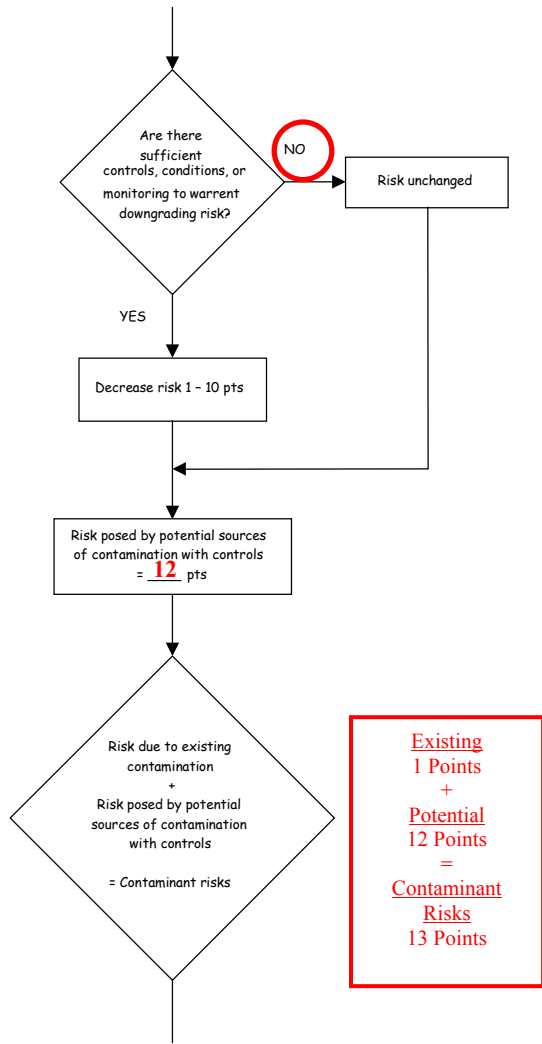 Are there
sufficient
controls, conditions, or
monitoring to warrent
downgrading risk?
NO
Risk unchanged
YES
Decrease risk 1 – 10 pts
Risk posed by potential sources
of contamination with controls
= 12 pts
Risk due to existing
contamination
+
Risk posed by potential
sources of contamination
with controls
= Contaminant risks
Existing
1 Points
+
Potential
12 Points
=
Contaminant
Risks
13 Points